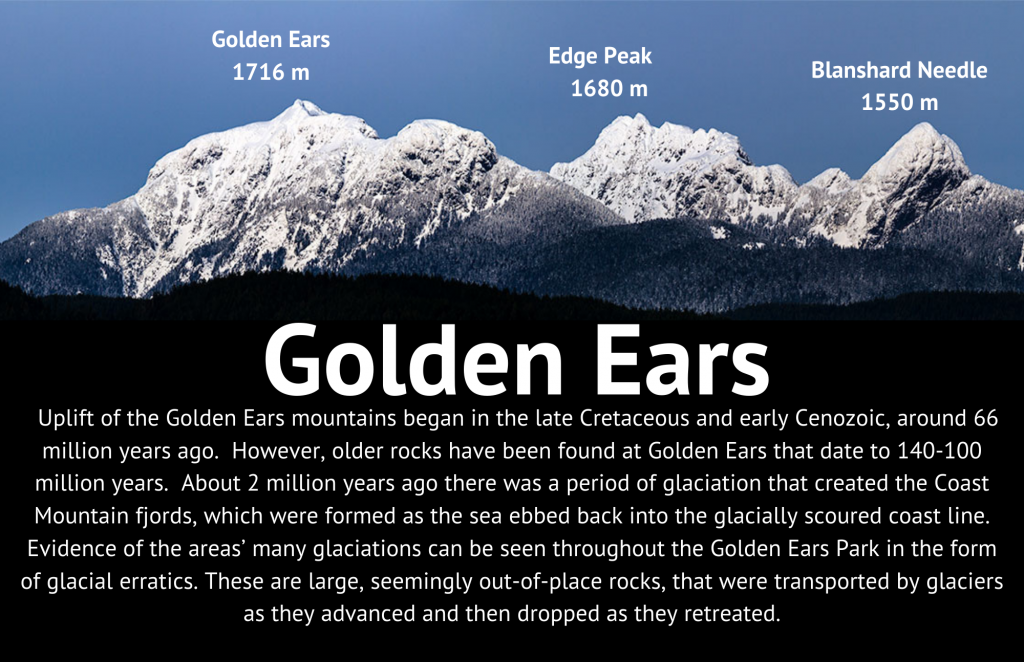 Golden Ears
1716 m
Edge Peak
1680 m
Blanshard Needle
1550 m
Golden Ears
Uplift of the Golden Ears mountains began in the late Cretaceous and early Cenozoic, around 66
million years ago.  However, older rocks have been found at Golden Ears that date to 140-100
million years.  About 2 million years ago there was a period of glaciation that created the Coast
Mountain fjords, which were formed as the sea ebbed back into the glacially scoured coast line.
Evidence of the areas’ many glaciations can be seen throughout the Golden Ears Park in the form
of glacial erratics. These are large, seemingly out-of-place rocks, that were transported by glaciers
as they advanced and then dropped as they retreated.